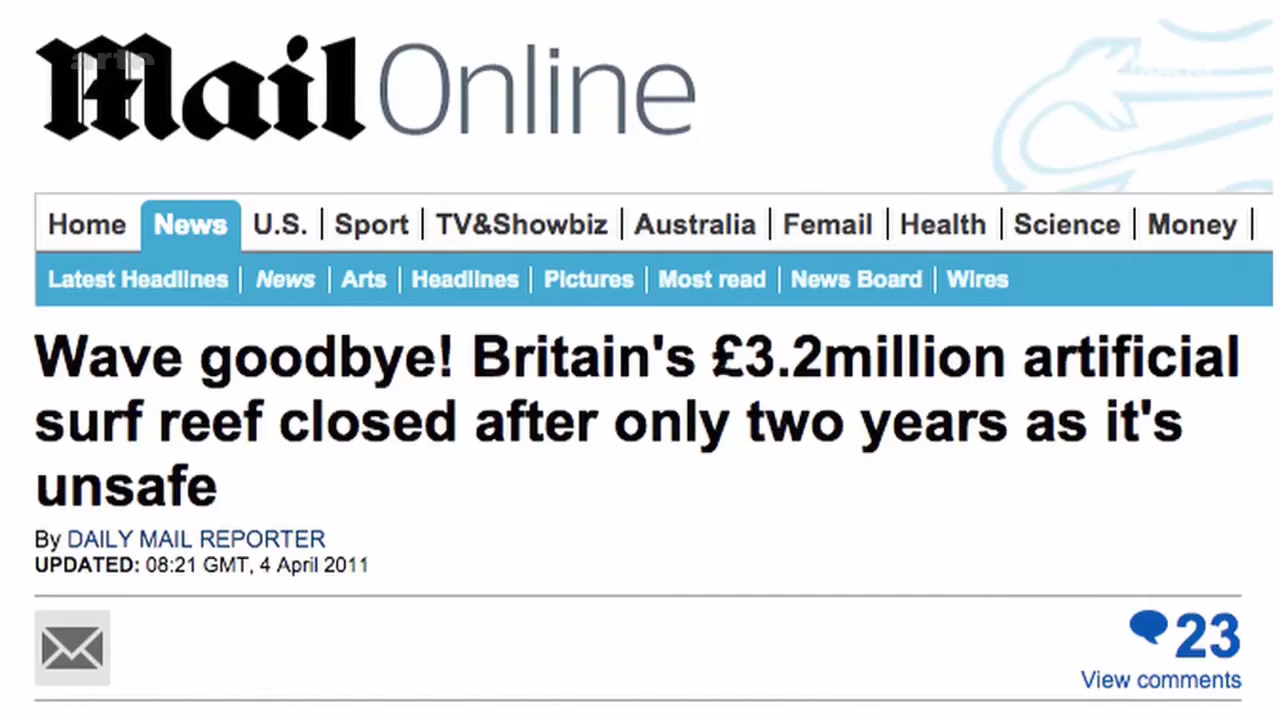 Mail Online
arte
Home News U.S. Sport TV&Showbiz Australia Femail Health Science Money
Latest Headlines News Arts Headlines Pictures Most read News Board Wires
Wave goodbye! Britain's £3.2million artificial
surf reef closed after only two years as it's
unsafe
By DAILY MAIL REPORTER
UPDATED: 08:21 GMT, 4 April 2011
23
View comments